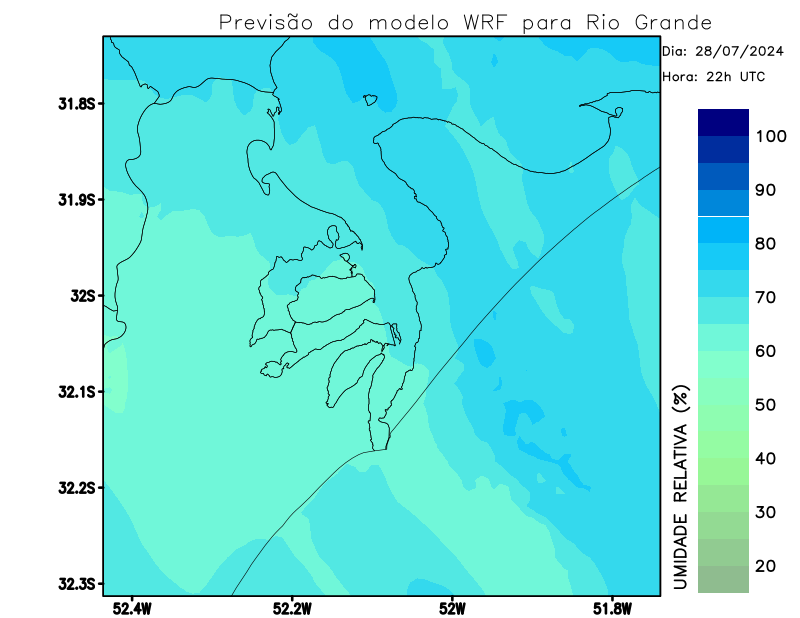 Previsão do modelo WRF para Rio Grande
Dia: 28/07/2024
Hora: 22h UTC
31.8S
31.9S
32S
32.1S
32.2S
32.3S
52.4W
52.2W
52W
51.8W
UMIDADE RELATIVA (%)
100
90
80
70
60
50
40
30
20